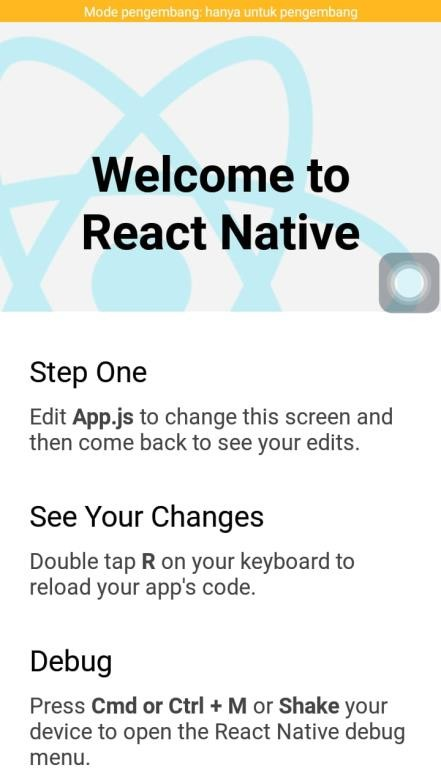 Mode pengembang: hanya untuk pengembang
Welcome to
React Native
Step One
Edit App.js to change this screen and
then come back to see your edits.
See Your Changes
Double tap R on your keyboard to
reload your app's code.
Debug
Press Cmd or Ctrl + M or Shake your
device to open the React Native debug
menu.